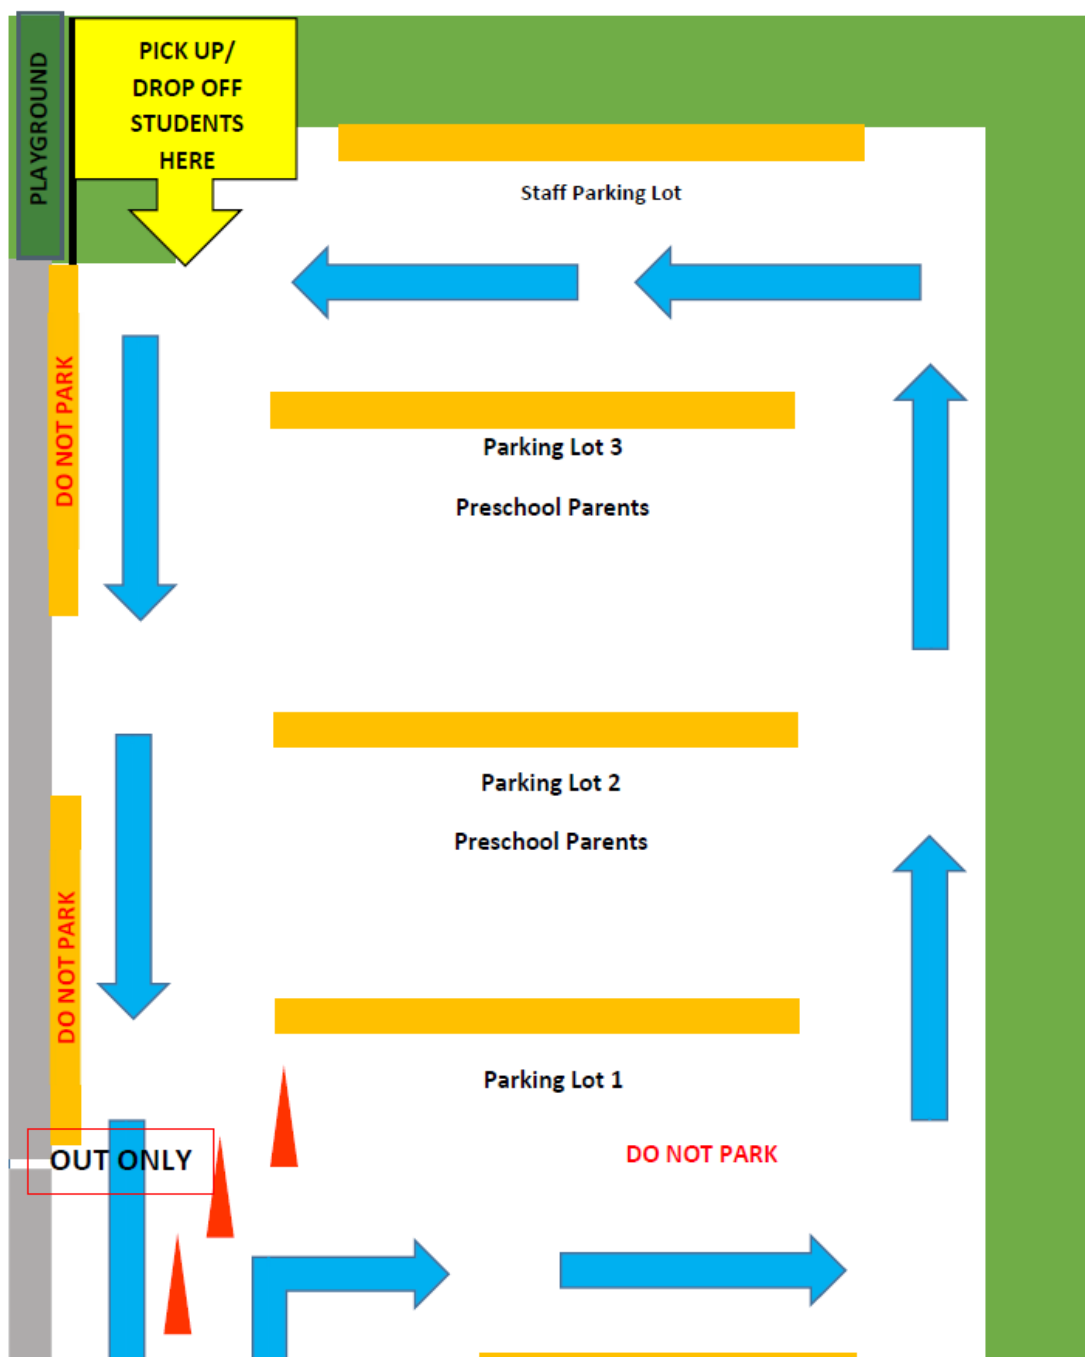 PLAYGROUND
PICK UP/
DROP OFF
STUDENTS
HERE
Staff Parking Lot
DO NOT PARK
Parking Lot 3
Preschool Parents
Parking Lot 2
Preschool Parents
DO NOT PARK
Parking Lot 1
DO NOT PARK
OUT ONLY